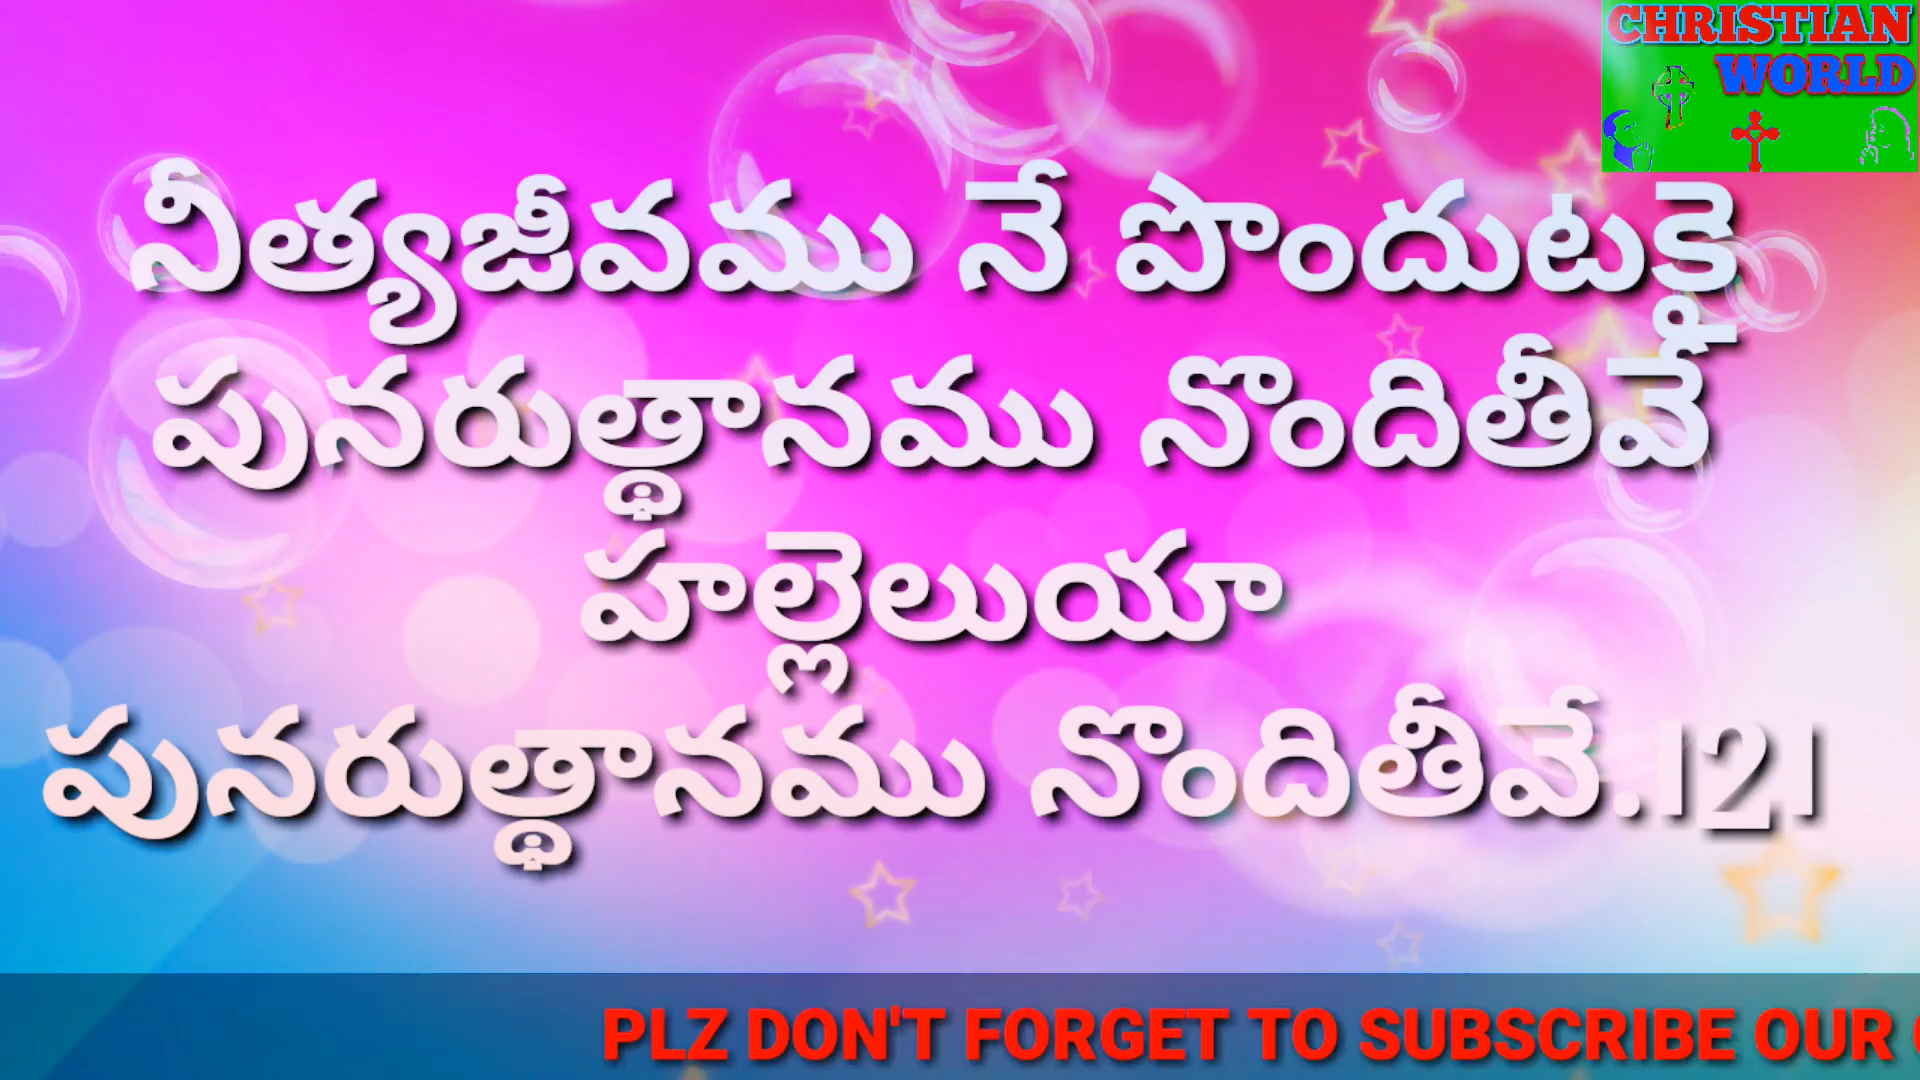 CHRISTIAN
WORLD
నీత్యజీవము నే పొందుటకై
పునరుత్థానము నొందితీవే
హల్లెలుయా
పునరుత్థానము నొందితీవే.|2|
PLZ DON'T FORGET TO SUBSCRIBE OUR